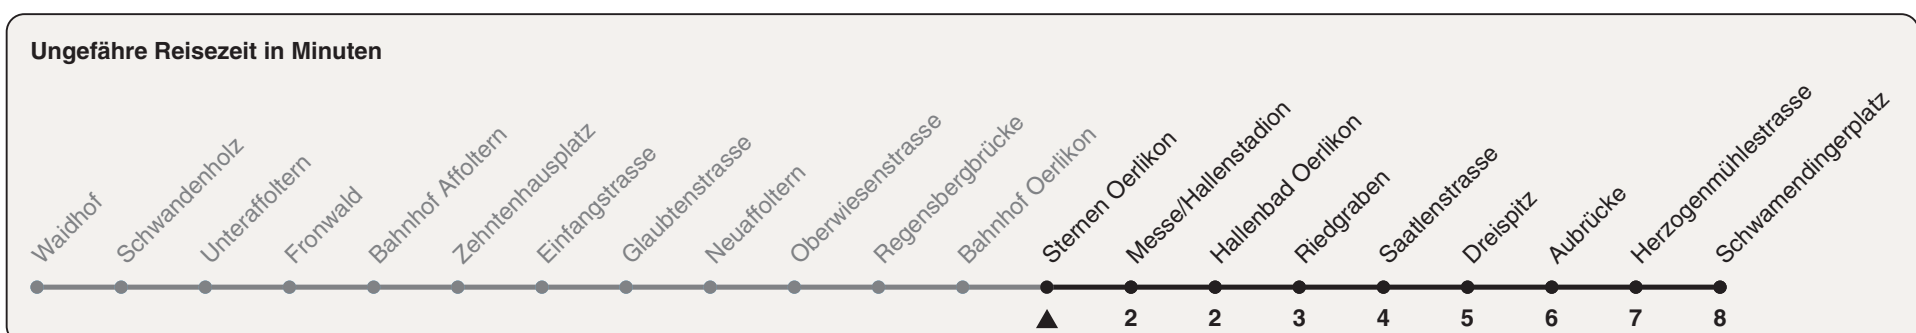 Ungefähre Reisezeit in Minuten
Waidhof
Schwandenholz
Unteraffoltern
Fronwald
Bahnhof Affoltern
Zehntenhausplatz
Einfangstrasse
Glaubtenstrasse
Neuaffoltern
Oberwiesenstrasse
Regensbergbrücke
Bahnhof Oerlikon
Sternen Oerlikon
Messe/Hallenstadion
Hallenbad Oerlikon
Riedgraben
Saatlenstrasse
Dreispitz
Aubrücke
Herzogenmühlestrasse
Schwamendingerplatz
2 2 3 4 5 6 7 8